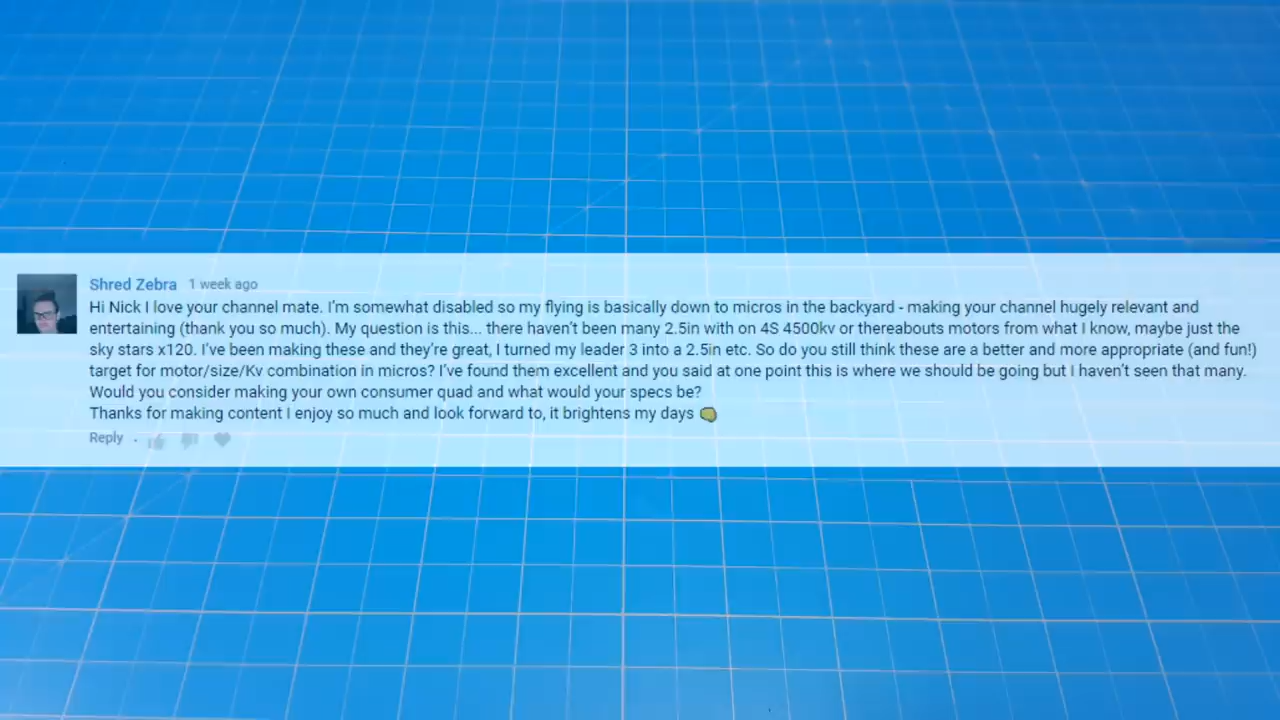 Shred Zebra 1 week ago
Hi Nick I love your channel mate. I'm somewhat disabled so my flying is basically down to micros in the backyard - making your channel hugely relevant and
entertaining (thank you so much). My question is this... there haven't been many 2.5in with on 4S 4500kv or thereabouts motors from what I know, maybe just the
sky stars x120. I've been making these and they're great, I turned my leader 3 into a 2.5in etc. So do you still think these are a better and more appropriate (and fun!)
target for motor/size/Kv combination in micros? I've found them excellent and you said at one point this is where we should be going but I haven't seen that many.
Would you consider making your own consumer quad and what would your specs be?
Thanks for making content I enjoy so much and look forward to, it brightens my days
Reply